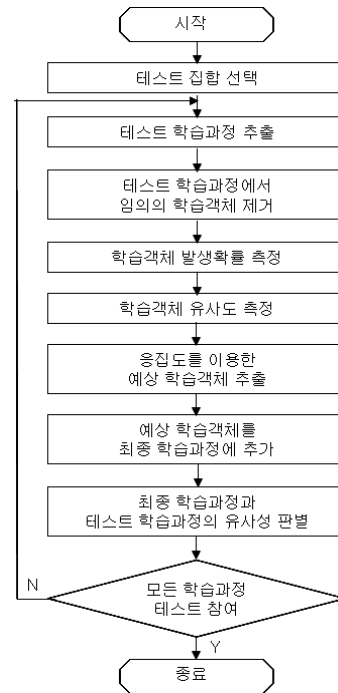 시작
테스트 집합 선택
테스트 학습과정 추출
테스트 학습과정에서
임의의 학습객체 제거
학습객체 발생확률 측정
학습객체 유사도 측정
응집도를 이용한
예상 학습객체 추출
예상 학습객체를
최종 학습과정에 추가
최종 학습과정과
테스트 학습과정의 유사성 판별
N
모든 학습과정
테스트 참여
Y
종료